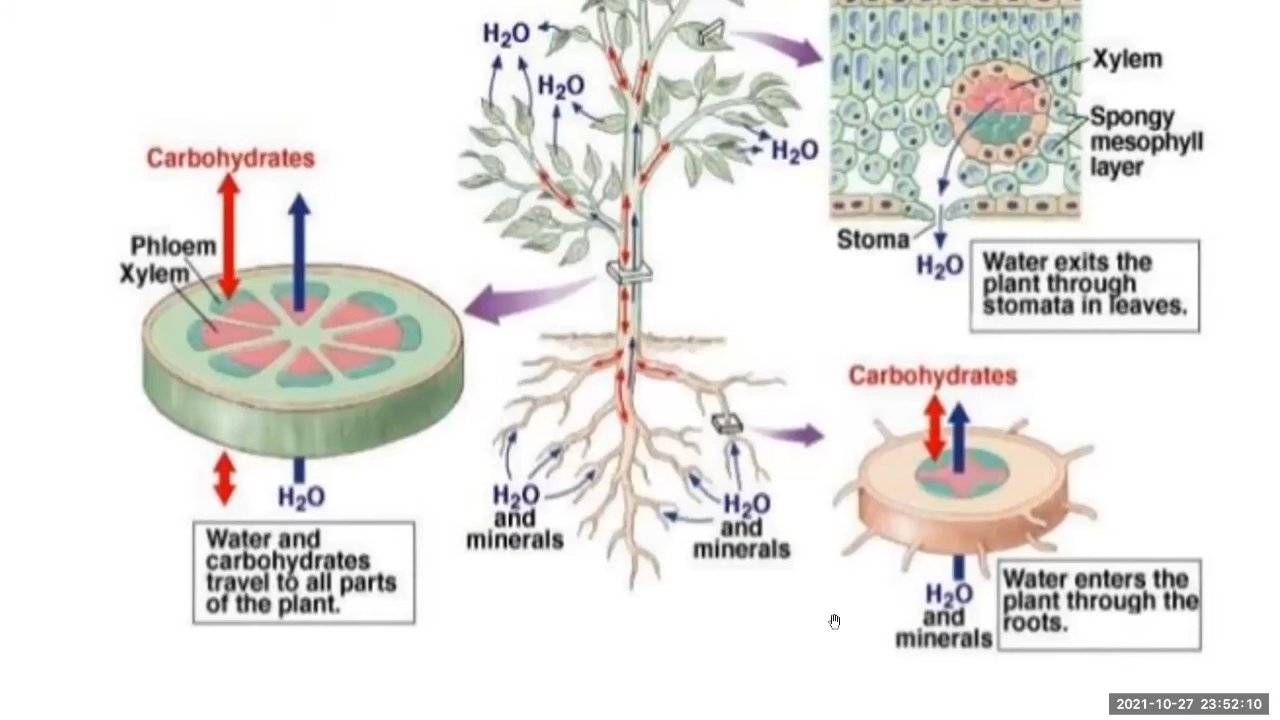 H₂O
H₂O
H₂O
Xylem
Spongy
mesophyll
layer
Stoma
H₂O
Water exits the
plant through
stomata in leaves.
Carbohydrates
Phloem
Xylem
H₂O
Water and
carbohydrates
travel to all parts
of the plant.
H₂O
and
minerals
H₂O
and
minerals
Carbohydrates
H₂O
and
minerals
Water enters the
plant through the
roots.
2021-10-27 23:52:10